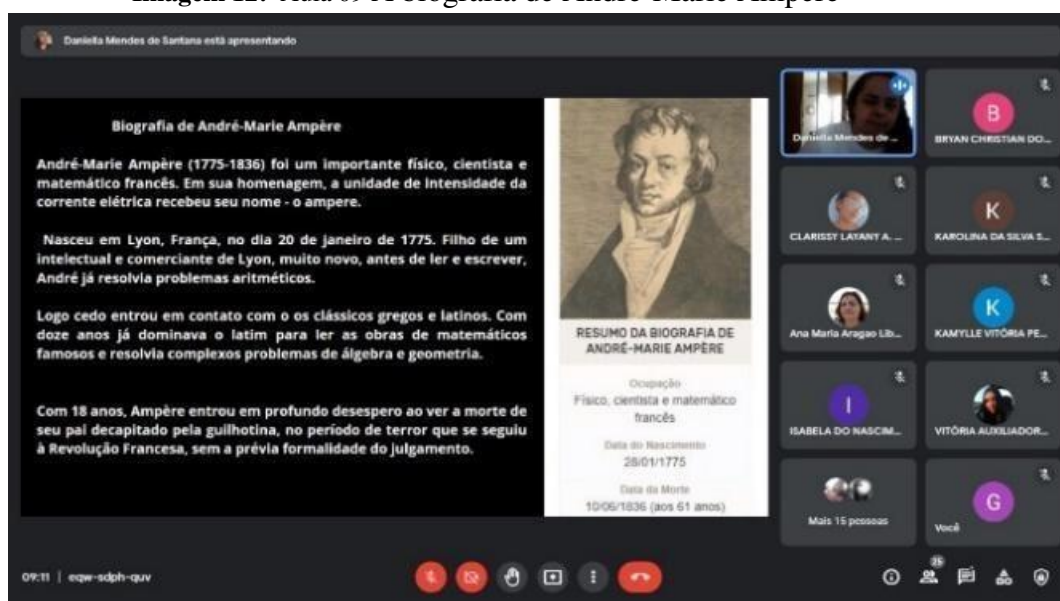 Imagem 12: Aula 09 A biografia de André-Marie Ampère
Daniella Mendes de Santana está apresentando
Biografia de André-Marie Ampère
André-Marie Ampère (1775-1836) foi um importante físico, cientista e
matemático francês. Em sua homenagem, a unidade de intensidade da
corrente elétrica recebeu seu nome - o ampere.
Nasceu em Lyon, França, no dia 20 de janeiro de 1775. Filho de um
intelectual e comerciante de Lyon, muito novo, antes de ler e escrever,
André já resolvia problemas aritméticos.
Logo cedo entrou em contato com o os clássicos gregos e latinos. Com
doze anos já dominava o latim para ler as obras de matemáticos
famosos e resolvia complexos problemas de álgebra e geometria.
Com 18 anos, Ampère entrou em profundo desespero ao ver a morte de
seu pai decapitado pela guilhotina, no período de terror que se seguiu
à Revolução Francesa, sem a prévia formalidade do julgamento.
RESUMO DA BIOGRAFIA DE
ANDRÉ-MARIE AMPÈRE
Ocupação
Físico, cientista e matemático
francês
Data do Nascimento
28/01/1775
Data da Morte
10/06/1836 (aos 61 anos)
Daniella Mendes de ...
B
BRYAN CHRISTIAN DO...
CLARISSY LAYANY A. ...
K
KAROLINA DA SILVA S...
Ana Maria Aragao Lib...
K
KAMYLLE VITÓRIA PE...
I
ISABELA DO NASCIM...
VITÓRIA AUXILIADOR...
Mais 15 pessoas
G
Você
09:11 | eqw-sdph-quv
25